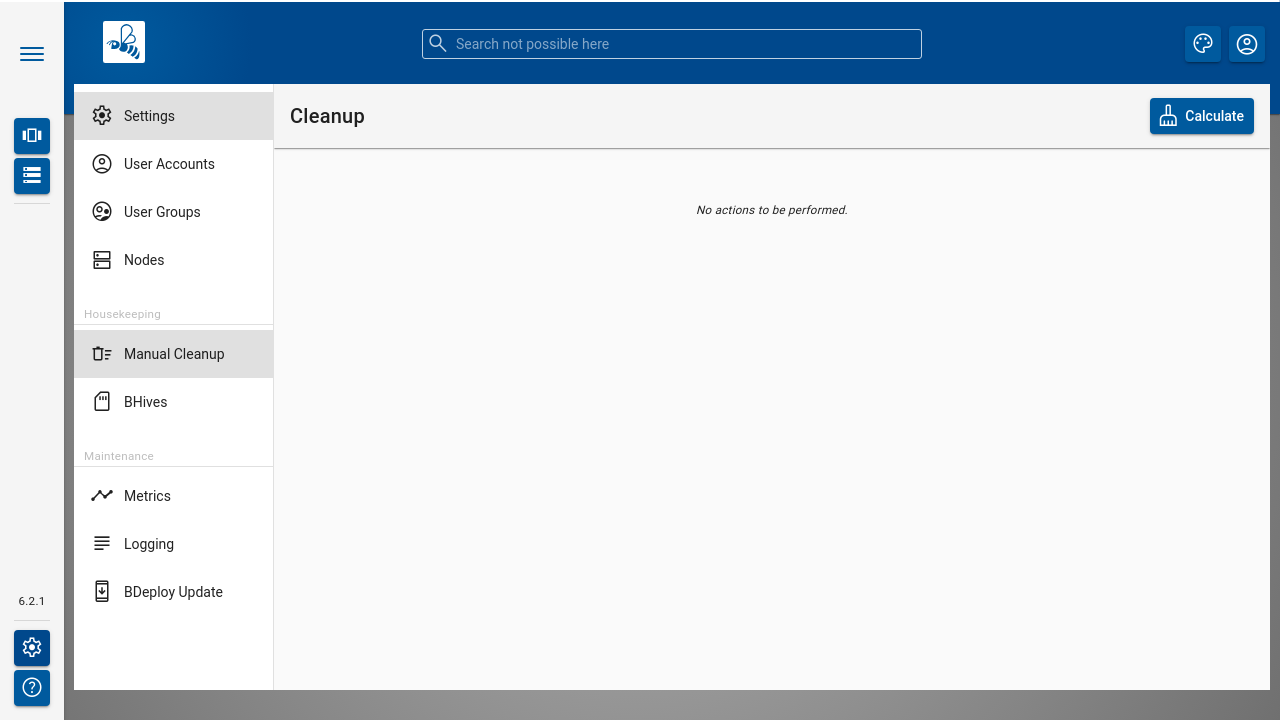 Search not possible here
Settings
User Accounts
User Groups
Nodes
Housekeeping
Manual Cleanup
BHives
Maintenance
Metrics
Logging
BDeploy Update
Cleanup
Calculate
No actions to be performed.
6.2.1